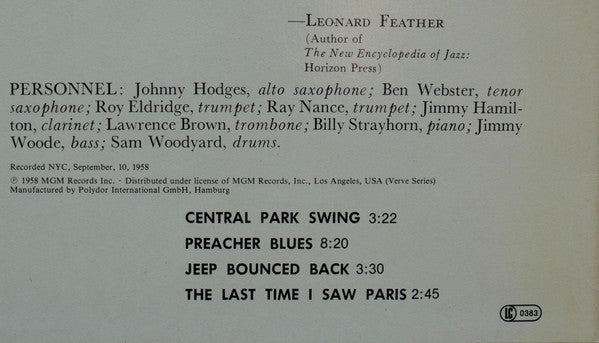 —Leonard Feather
(Author of
The New Encyclopedia of Jazz:
Horizon Press)
PERSONNEL: Johnny Hodges, alto saxophone; Ben Webster, tenor
saxophone; Roy Eldridge, trumpet; Ray Nance, trumpet; Jimmy Hamil-
ton, clarinet; Lawrence Brown, trombone; Billy Strayhorn, piano; Jimmy
Woode, bass; Sam Woodyard, drums.
Recorded NYC, September, 10, 1958
℗ 1958 MGM Records Inc. - Distributed under license of MGM Records, Inc., Los Angeles, USA (Verve Series)
Manufactured by Polydor International GmbH, Hamburg
CENTRAL PARK SWING 3:22
PREACHER BLUES 8:20
JEEP BOUNCED BACK 3:30
THE LAST TIME I SAW PARIS 2:45
LC 0383